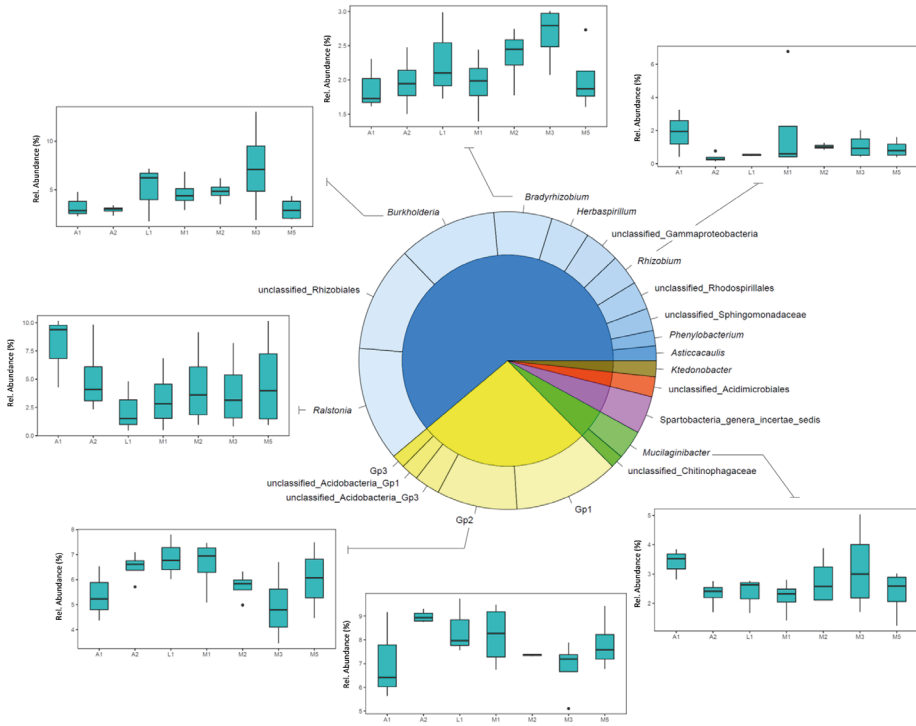 Rel. Abundance (%)
3.0
2.5
2.0
1.5
A1 A2 L1 M1 M2 M3 M5
Rel. Abundance (%)
6
4
2
0
A1 A2 L1 M1 M2 M3 M5
Rel. Abundance (%)
10
5
A1 A2 L1 M1 M2 M3 M5
Bradyrhizobium
Burkholderia
Herbaspirillum
unclassified_Gammaproteobacteria
Rhizobium
unclassified_Rhizobiales
unclassified_Rhodospirillales
unclassified_Sphingomonadaceae
Phenylobacterium
Asticcacaulis
Ktedonobacter
unclassified_Acidimicrobiales
Spartobacteria_genera_incertae_sedis
Mucilaginibacter
unclassified_Chitinophagaceae
Ralstonia
Gp3
unclassified_Acidobacteria_Gp1
unclassified_Acidobacteria_Gp3
Gp2
Gp1
Rel. Abundance (%)
10.0
7.5
5.0
2.5
0.0
A1 A2 L1 M1 M2 M3 M5
Rel. Abundance (%)
8
7
6
5
4
A1 A2 L1 M1 M2 M3 M5
Rel. Abundance (%)
9
8
7
6
5
A1 A2 L1 M1 M2 M3 M5
Rel. Abundance (%)
5
4
3
2
A1 A2 L1 M1 M2 M3 M5